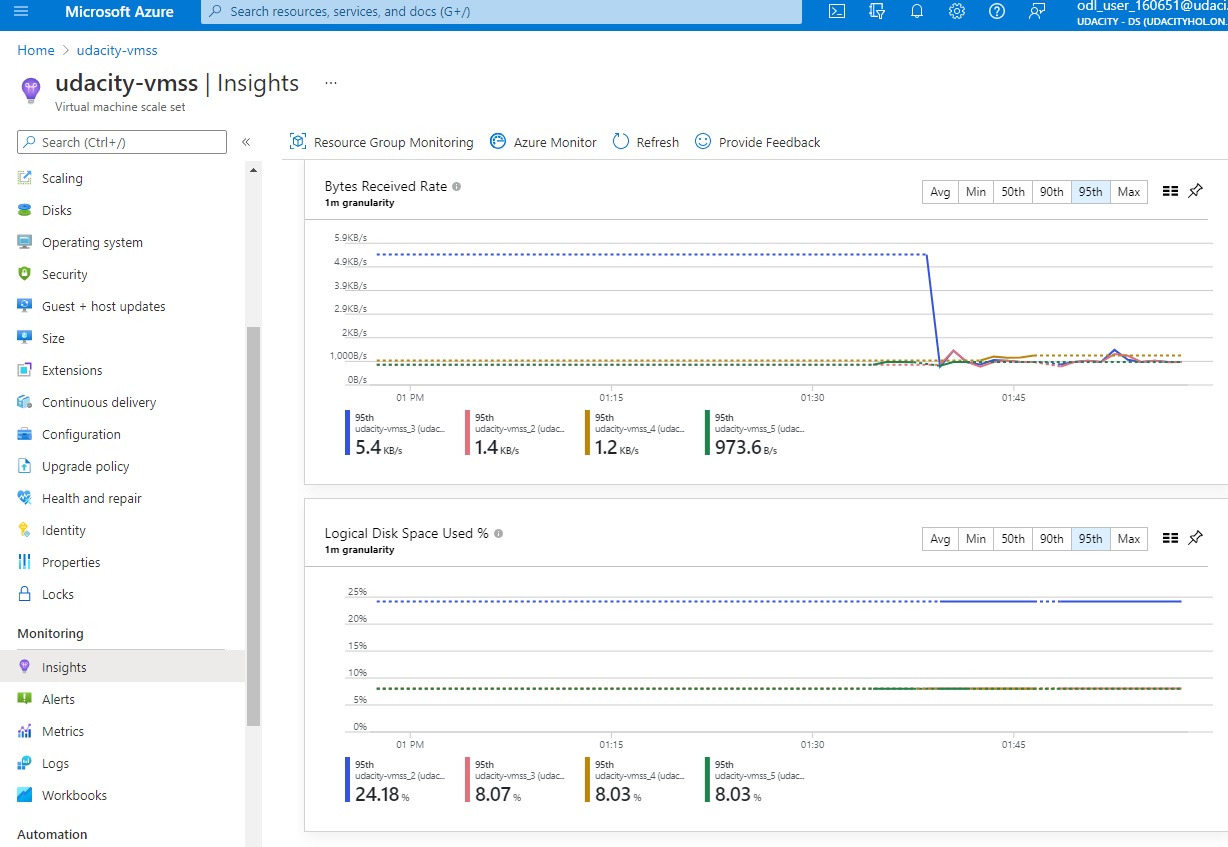 Microsoft Azure
Search resources, services, and docs (G+/)
odl_user_160651@udaci
UDACITY - DS (UDACITYHOL.ON.
Home > udacity-vmss
udacity-vmss | Insights ...
Virtual machine scale set
Search (Ctrl+/)
«
Scaling
Disks
Operating system
Security
Guest + host updates
Size
Extensions
Continuous delivery
Configuration
Upgrade policy
Health and repair
Identity
Properties
Locks
Monitoring
Insights
Alerts
Metrics
Logs
Workbooks
Automation
Resource Group Monitoring Azure Monitor Refresh Provide Feedback
Bytes Received Rate
1m granularity
Avg Min 50th 90th 95th Max
5.9KB/s
4.9KB/s
3.9KB/s
2.9KB/s
2KB/s
1,000B/s
0B/s
01 PM 01:15 01:30 01:45
95th 95th 95th 95th
udacity-vmss_3 (udac... udacity-vmss_2 (udac... udacity-vmss_4 (udac... udacity-vmss_5 (udac...
5.4 KB/s 1.4 KB/s 1.2 KB/s 973.6 B/s
Logical Disk Space Used %
1m granularity
Avg Min 50th 90th 95th Max
25%
20%
15%
10%
5%
0%
01 PM 01:15 01:30 01:45
95th 95th 95th 95th
udacity-vmss_2 (udac... udacity-vmss_3 (udac... udacity-vmss_4 (udac... udacity-vmss_5 (udac...
24.18 % 8.07 % 8.03 % 8.03 %